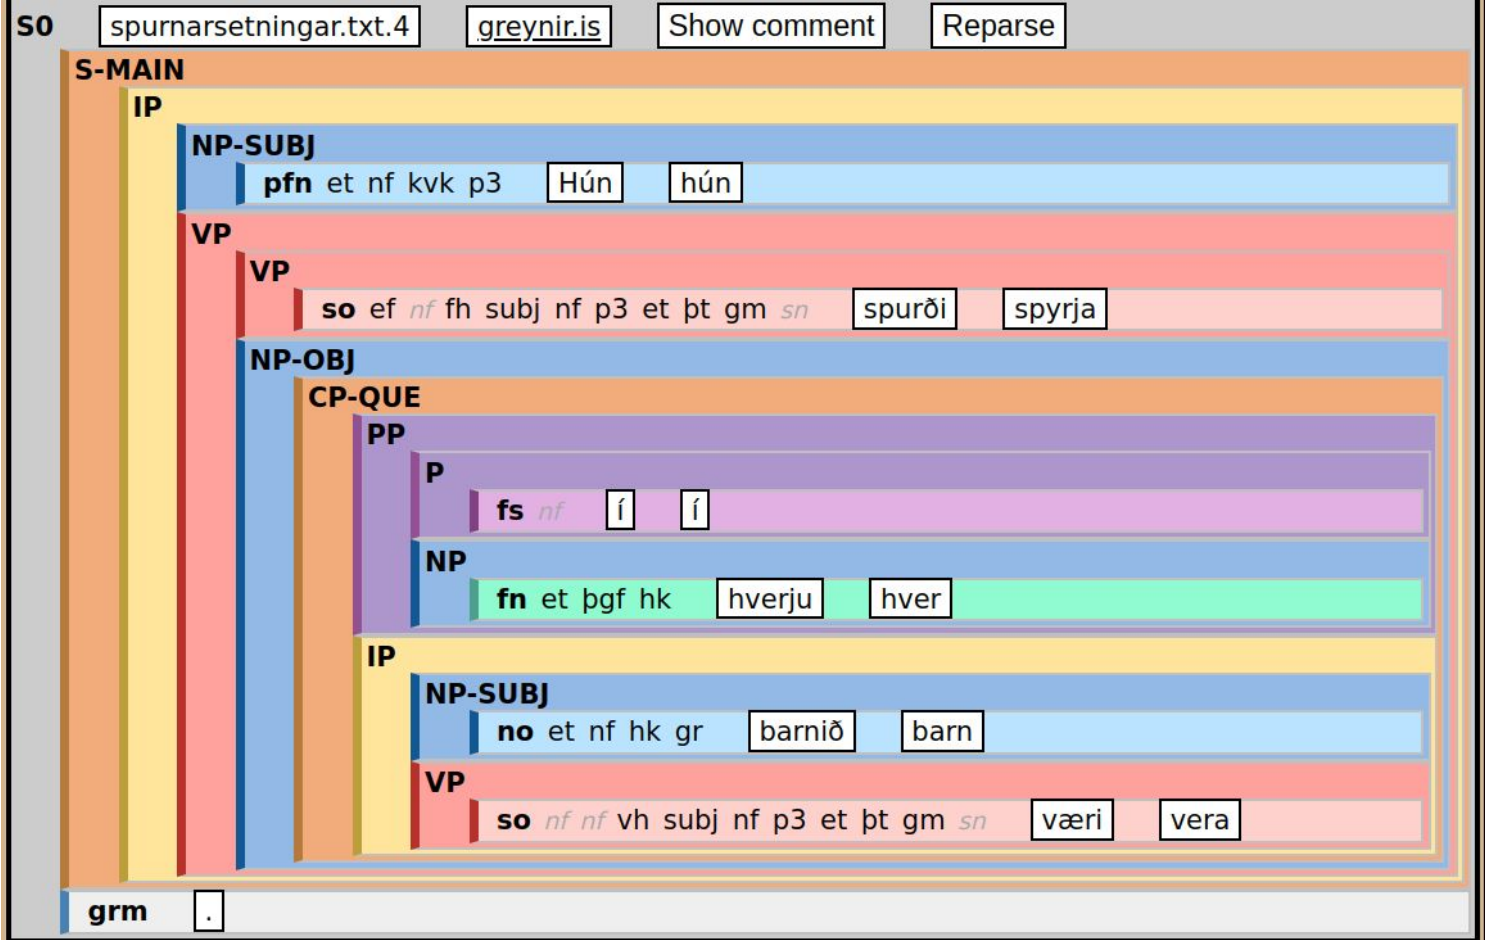 S0 spurnarsetningar.txt.4 greynir.is Show comment Reparse
S-MAIN
IP
NP-SUBJ
pfn et nf kvk p3 Hún hún
VP
VP
so ef nf fh subj nf p3 et þt gm sn spurði spyrja
NP-OBJ
CP-QUE
PP
P
fs nf í í
NP
fn et þgf hk hverju hver
IP
NP-SUBJ
no et nf hk gr barnið barn
VP
so nf nf vh subj nf p3 et þt gm sn væri vera
grm .